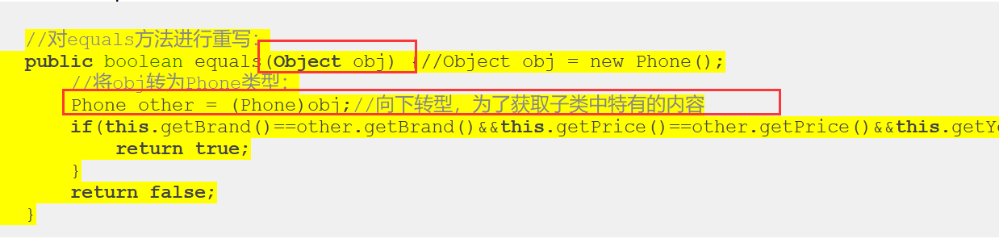 //对equals方法进行重写:
public boolean equals(Object obj) {//Object obj = new Phone();
//将obj转为Phone类型:
Phone other = (Phone)obj;//向下转型，为了获取子类中特有的内容
if(this.getBrand()==other.getBrand()&&this.getPrice()==other.getPrice()&&this.getY
return true;
}
return false;
}